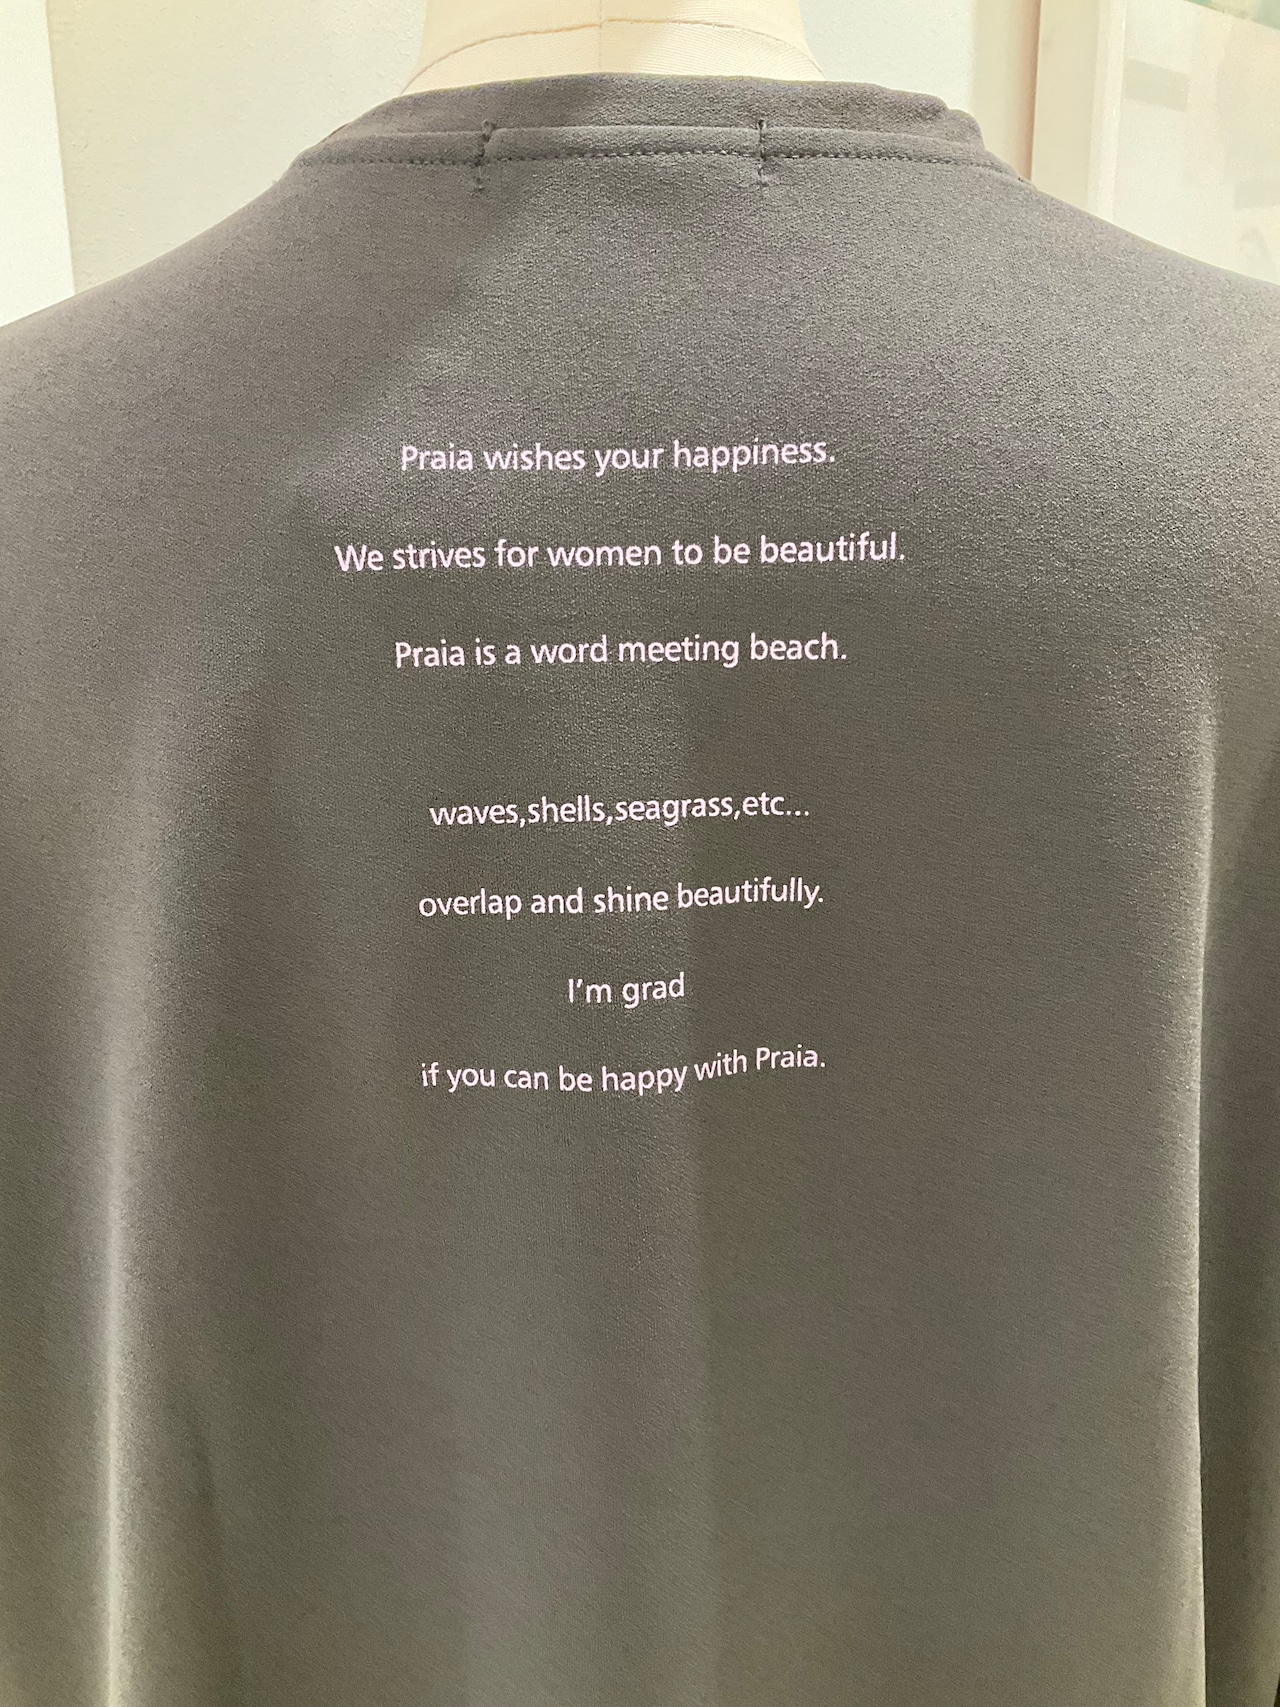 Praia wishes your happiness.
We strives for women to be beautiful.
Praia is a word meeting beach.
waves,shells,seagrass,etc...
overlap and shine beautifully.
I'm grad
if you can be happy with Praia.